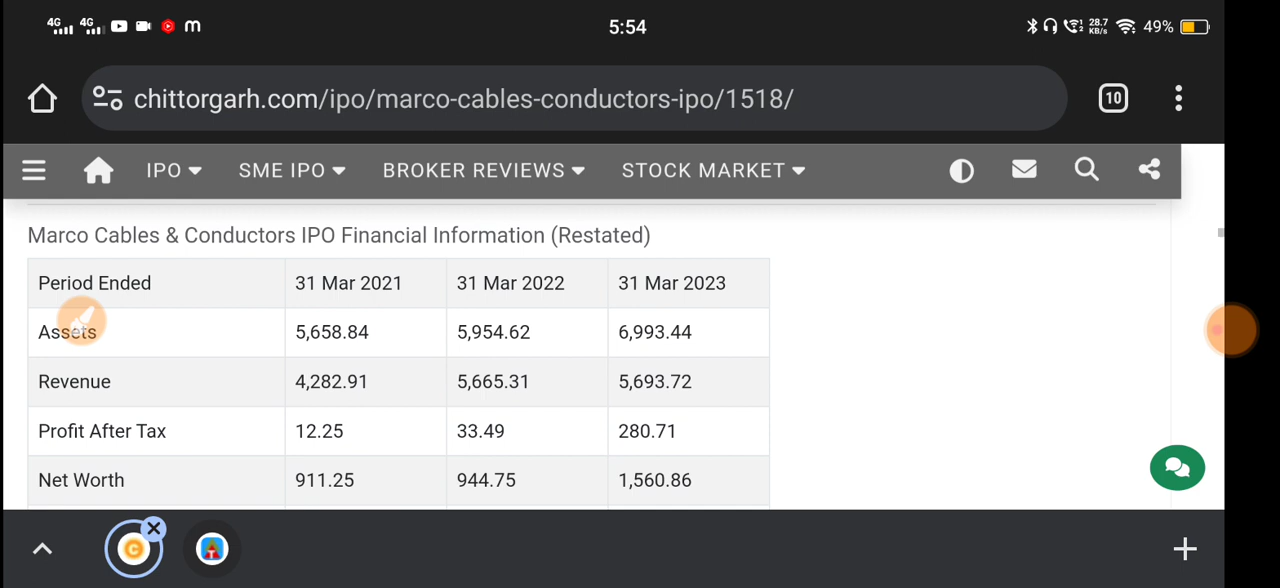 4G 4G m 5:54 28.7 KB/s 49%
chittorgarh.com/ipo/marco-cables-conductors-ipo/1518/ 10
IPO SME IPO BROKER REVIEWS STOCK MARKET
Marco Cables & Conductors IPO Financial Information (Restated)
Period Ended 31 Mar 2021 31 Mar 2022 31 Mar 2023
Assets 5,658.84 5,954.62 6,993.44
Revenue 4,282.91 5,665.31 5,693.72
Profit After Tax 12.25 33.49 280.71
Net Worth 911.25 944.75 1,560.86